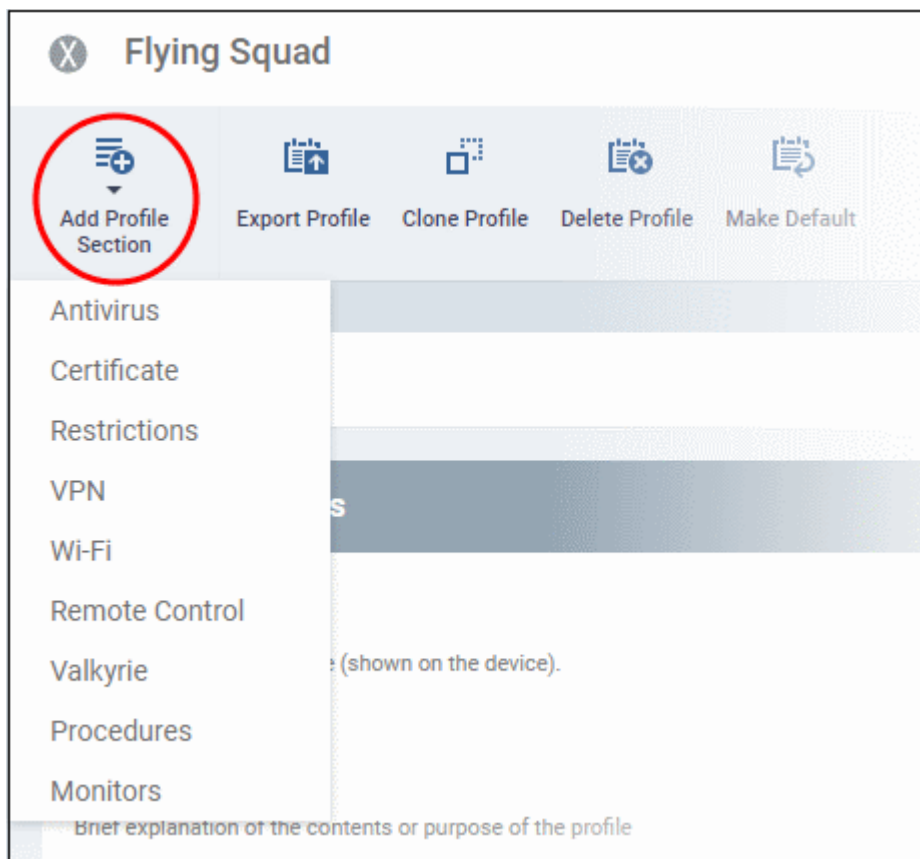 X
Flying Squad
Add Profile
Section
Export Profile
Clone Profile
Delete Profile
Make Default
Antivirus
Certificate
Restrictions
VPN
s
Wi-Fi
Remote Control
Valkyrie
(shown on the device).
Procedures
Monitors
Brief explanation of the contents or purpose of the profile